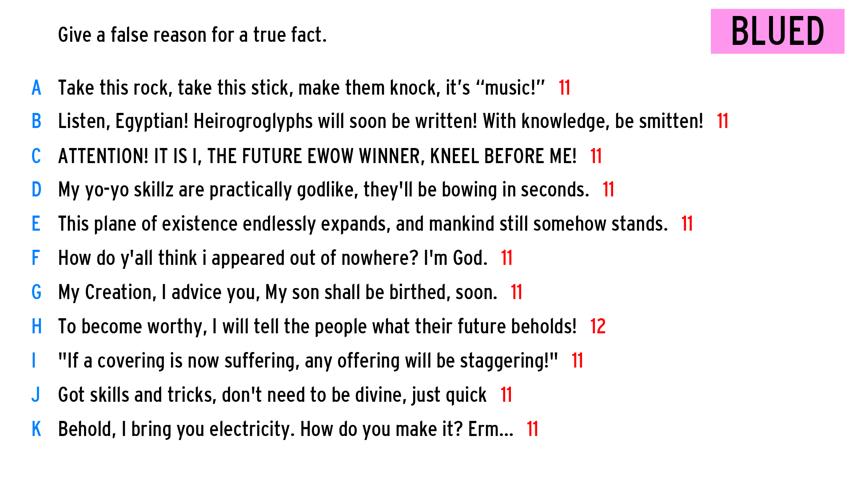 Give a false reason for a true fact.
BLUED
A Take this rock, take this stick, make them knock, it's “music!” 11
B Listen, Egyptian! Heirogroglyphs will soon be written! With knowledge, be smitten! 11
C ATTENTION! IT IS I, THE FUTURE EWOW WINNER, KNEEL BEFORE ME! 11
D My yo-yo skillz are practically godlike, they'll be bowing in seconds. 11
E This plane of existence endlessly expands, and mankind still somehow stands. 11
F How do y'all think i appeared out of nowhere? I'm God. 11
G My Creation, I advice you, My son shall be birthed, soon. 11
H To become worthy, I will tell the people what their future beholds! 12
I "If a covering is now suffering, any offering will be staggering!" 11
J Got skills and tricks, don't need to be divine, just quick 11
K Behold, I bring you electricity. How do you make it? Erm... 11